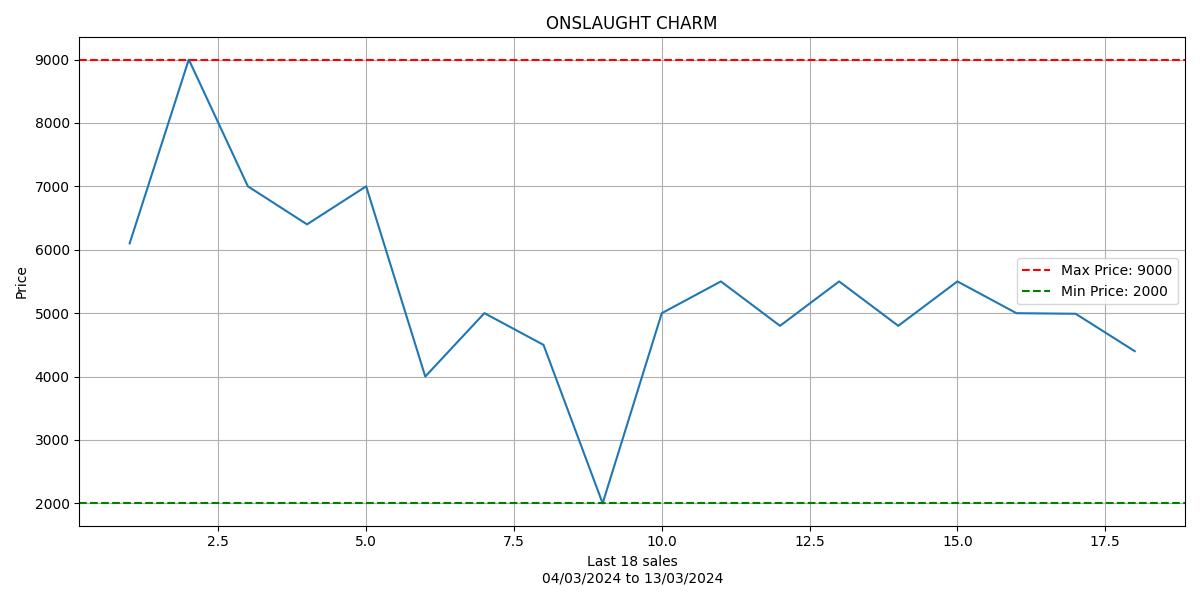 ONSLAUGHT CHARM
9000
8000
7000
6000
5000
4000
3000
2000
Price
Max Price: 9000
Min Price: 2000
2.5 5.0 7.5 10.0 12.5 15.0 17.5
Last 18 sales
04/03/2024 to 13/03/2024